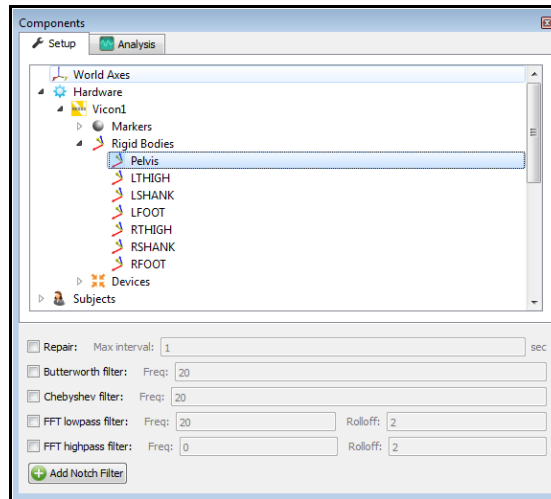 Components
Setup Analysis
World Axes
Hardware
Vicon1
Markers
Rigid Bodies
Pelvis
LTHIGH
LSHANK
LFOOT
RTHIGH
RSHANK
RFOOT
Devices
Subjects
Repair: Max interval: 1 sec
Butterworth filter: Freq: 20
Chebyshev filter: Freq: 20
FFT lowpass filter: Freq: 20 Rolloff: 2
FFT highpass filter: Freq: 0 Rolloff: 2
Add Notch Filter